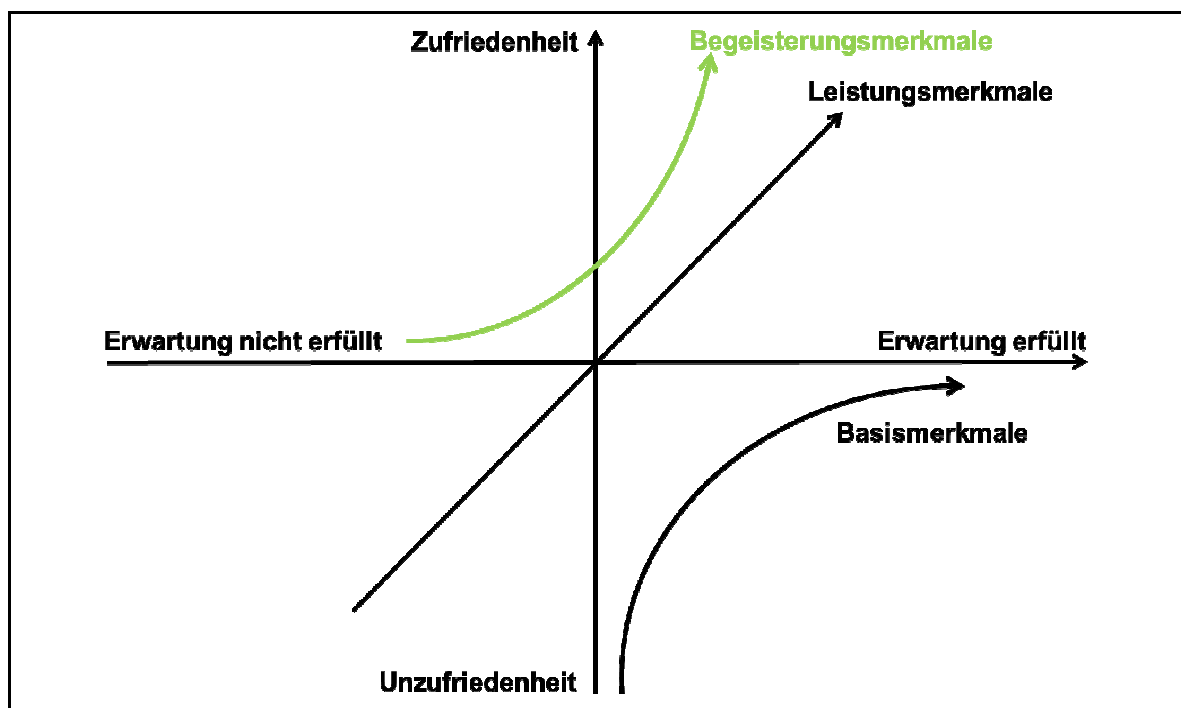 Zufriedenheit
Begeisterungsmerkmale
Leistungsmerkmale
Erwartung nicht erfüllt
Erwartung erfüllt
Basismerkmale
Unzufriedenheit